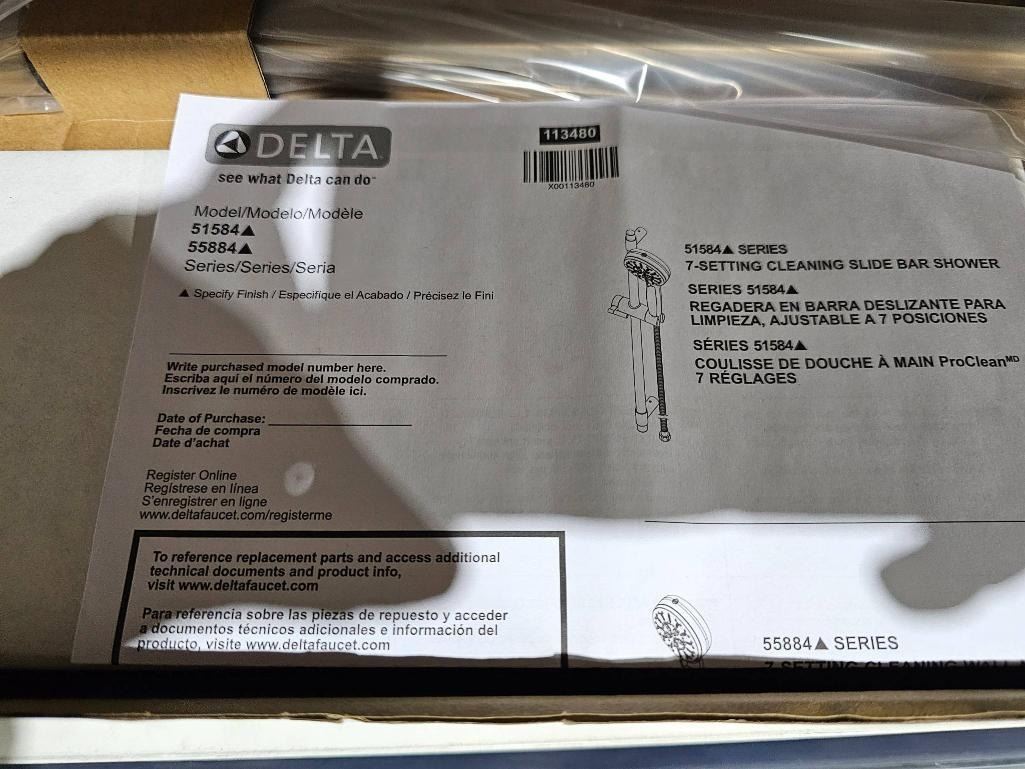 DELTA
see what Delta can do™
113480
X00113480
Model/Modelo/Modèle
51584▲
55884▲
Series/Series/Seria
▲ Specify Finish / Especifíque el Acabado / Précisez le Fini
51584▲ SERIES
7-SETTING CLEANING SLIDE BAR SHOWER
SERIES 51584▲
REGADERA EN BARRA DESLIZANTE PARA
LIMPIEZA, AJUSTABLE A 7 POSICIONES
SÉRIES 51584▲
COULISSE DE DOUCHE À MAIN ProCleanMD
7 RÉGLAGES
Write purchased model number here.
Escriba aquí el número del modelo comprado.
Inscrivez le numéro de modèle ici.
Date of Purchase:
Fecha de compra
Date d'achat
Register Online
Regístrese en línea
S'enregistrer en ligne
www.deltafaucet.com/registerme
To reference replacement parts and access additional
technical documents and product info,
visit www.deltafaucet.com
Para referencia sobre las piezas de repuesto y acceder
a documentos técnicos adicionales e información del
producto, visite www.deltafaucet.com
55884▲ SERIES
7-SETTING CLEANING WALL